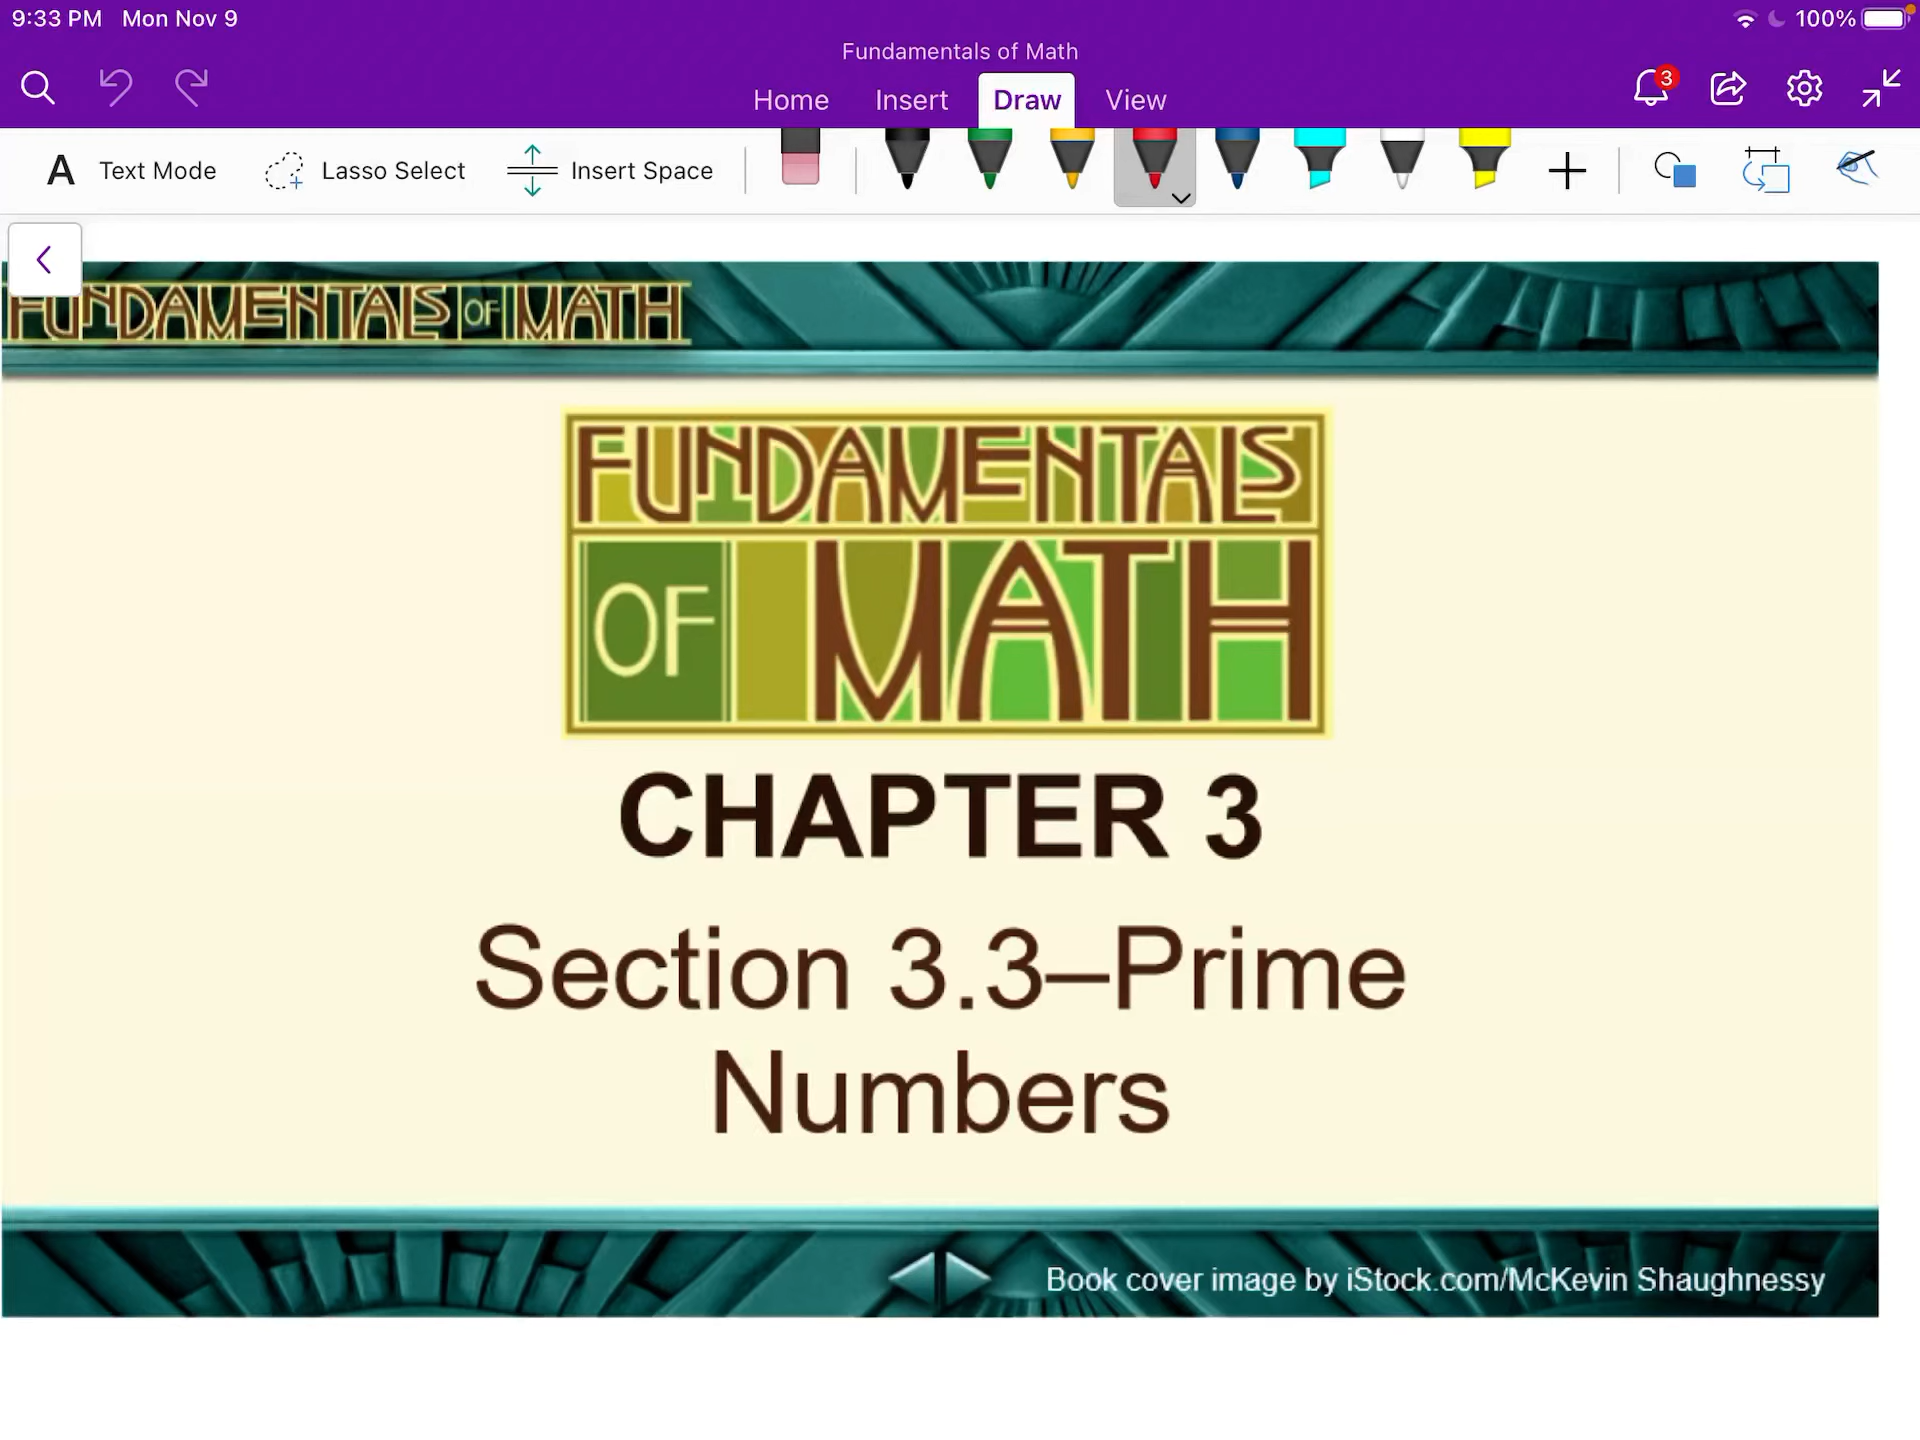 9:33 PM Mon Nov 9
100%
Fundamentals of Math
Home Insert Draw View
3
A Text Mode Lasso Select Insert Space
FUNDAMENTALS OF MATH
FUNDAMENTALS
OF MATH
CHAPTER 3
Section 3.3–Prime
Numbers
Book cover image by iStock.com/McKevin Shaughnessy